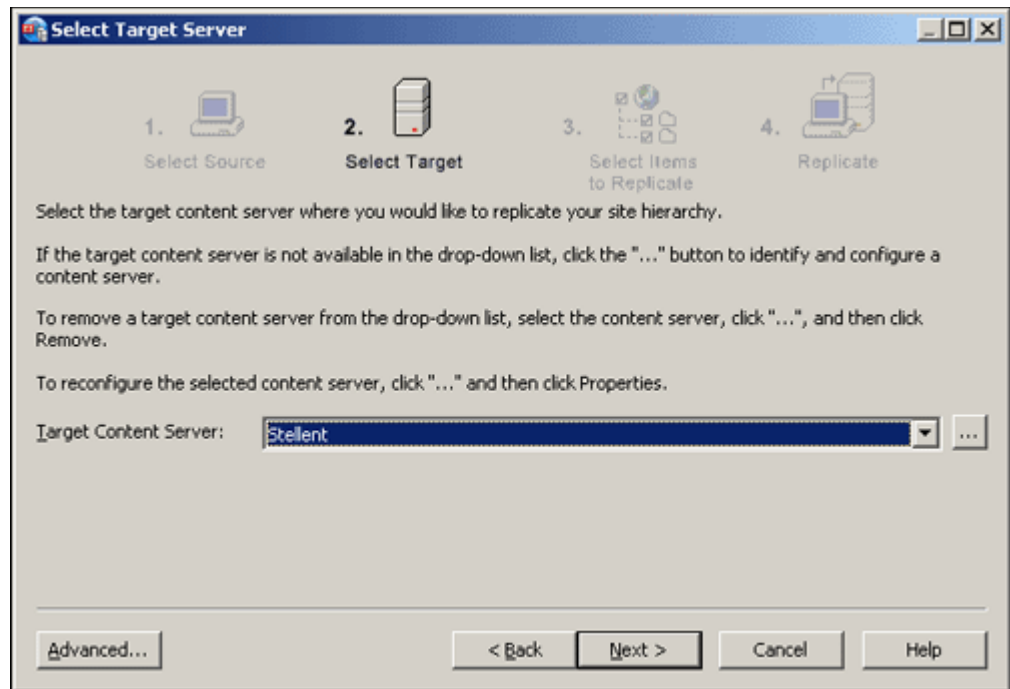 Select Target Server
1.
Select Source
2.
Select Target
3.
Select Items
to Replicate
4.
Replicate
Select the target content server where you would like to replicate your site hierarchy.
If the target content server is not available in the drop-down list, click the "..." button to identify and configure a
content server.
To remove a target content server from the drop-down list, select the content server, click "...", and then click
Remove.
To reconfigure the selected content server, click "..." and then click Properties.
Target Content Server: Stellent ...
Advanced... < Back Next > Cancel Help